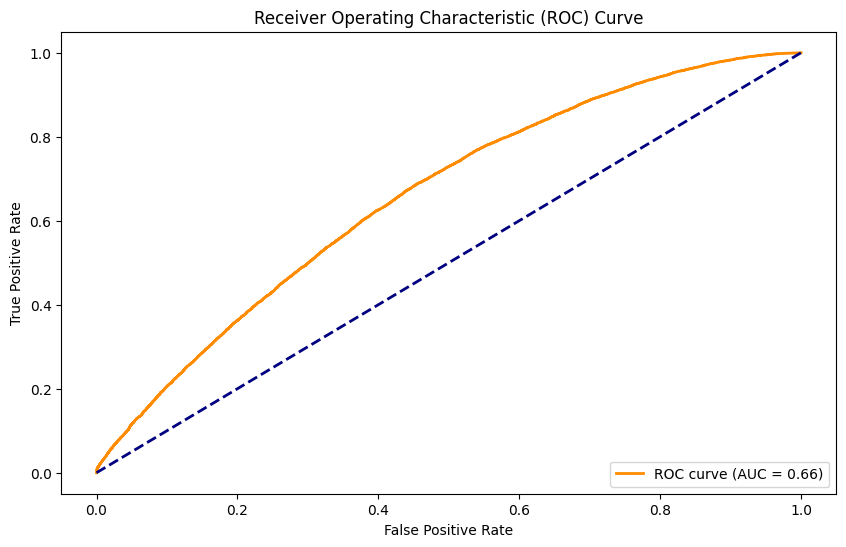 Receiver Operating Characteristic (ROC) Curve
1.0
0.8
0.6
0.4
0.2
0.0
True Positive Rate
0.0 0.2 0.4 0.6 0.8 1.0
False Positive Rate
ROC curve (AUC = 0.66)